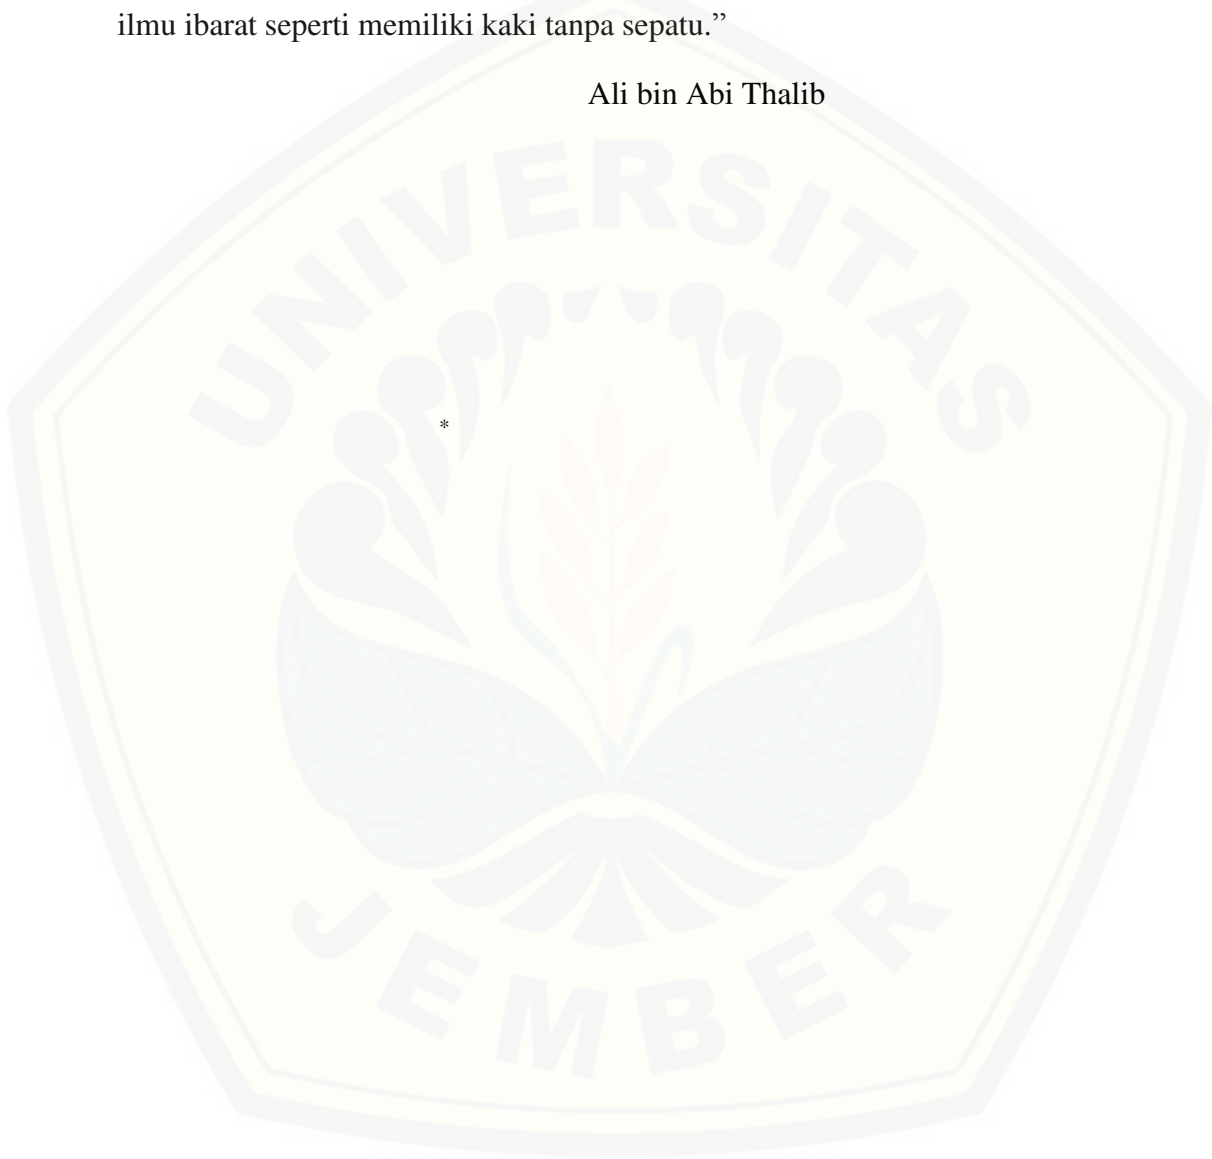 ilmu ibarat seperti memiliki kaki tanpa sepatu.”
Ali bin Abi Thalib
UNIVERSITAS
*
JEMBER